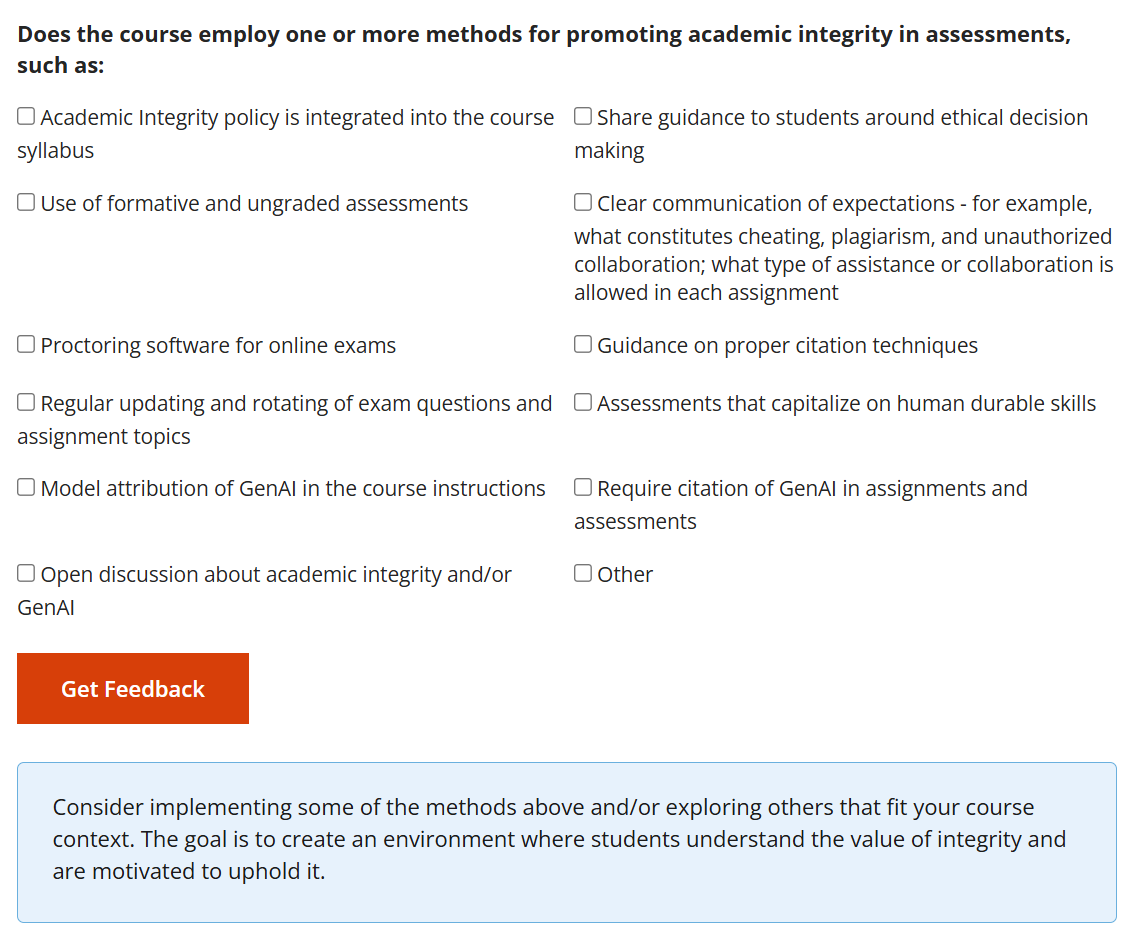 Does the course employ one or more methods for promoting academic integrity in assessments,
such as:
Academic Integrity policy is integrated into the course
syllabus
Share guidance to students around ethical decision
making
Use of formative and ungraded assessments
Clear communication of expectations - for example,
what constitutes cheating, plagiarism, and unauthorized
collaboration; what type of assistance or collaboration is
allowed in each assignment
Proctoring software for online exams
Guidance on proper citation techniques
Regular updating and rotating of exam questions and
assignment topics
Assessments that capitalize on human durable skills
Model attribution of GenAI in the course instructions
Require citation of GenAI in assignments and
assessments
Open discussion about academic integrity and/or
GenAI
Other
Get Feedback
Consider implementing some of the methods above and/or exploring others that fit your course
context. The goal is to create an environment where students understand the value of integrity and
are motivated to uphold it.